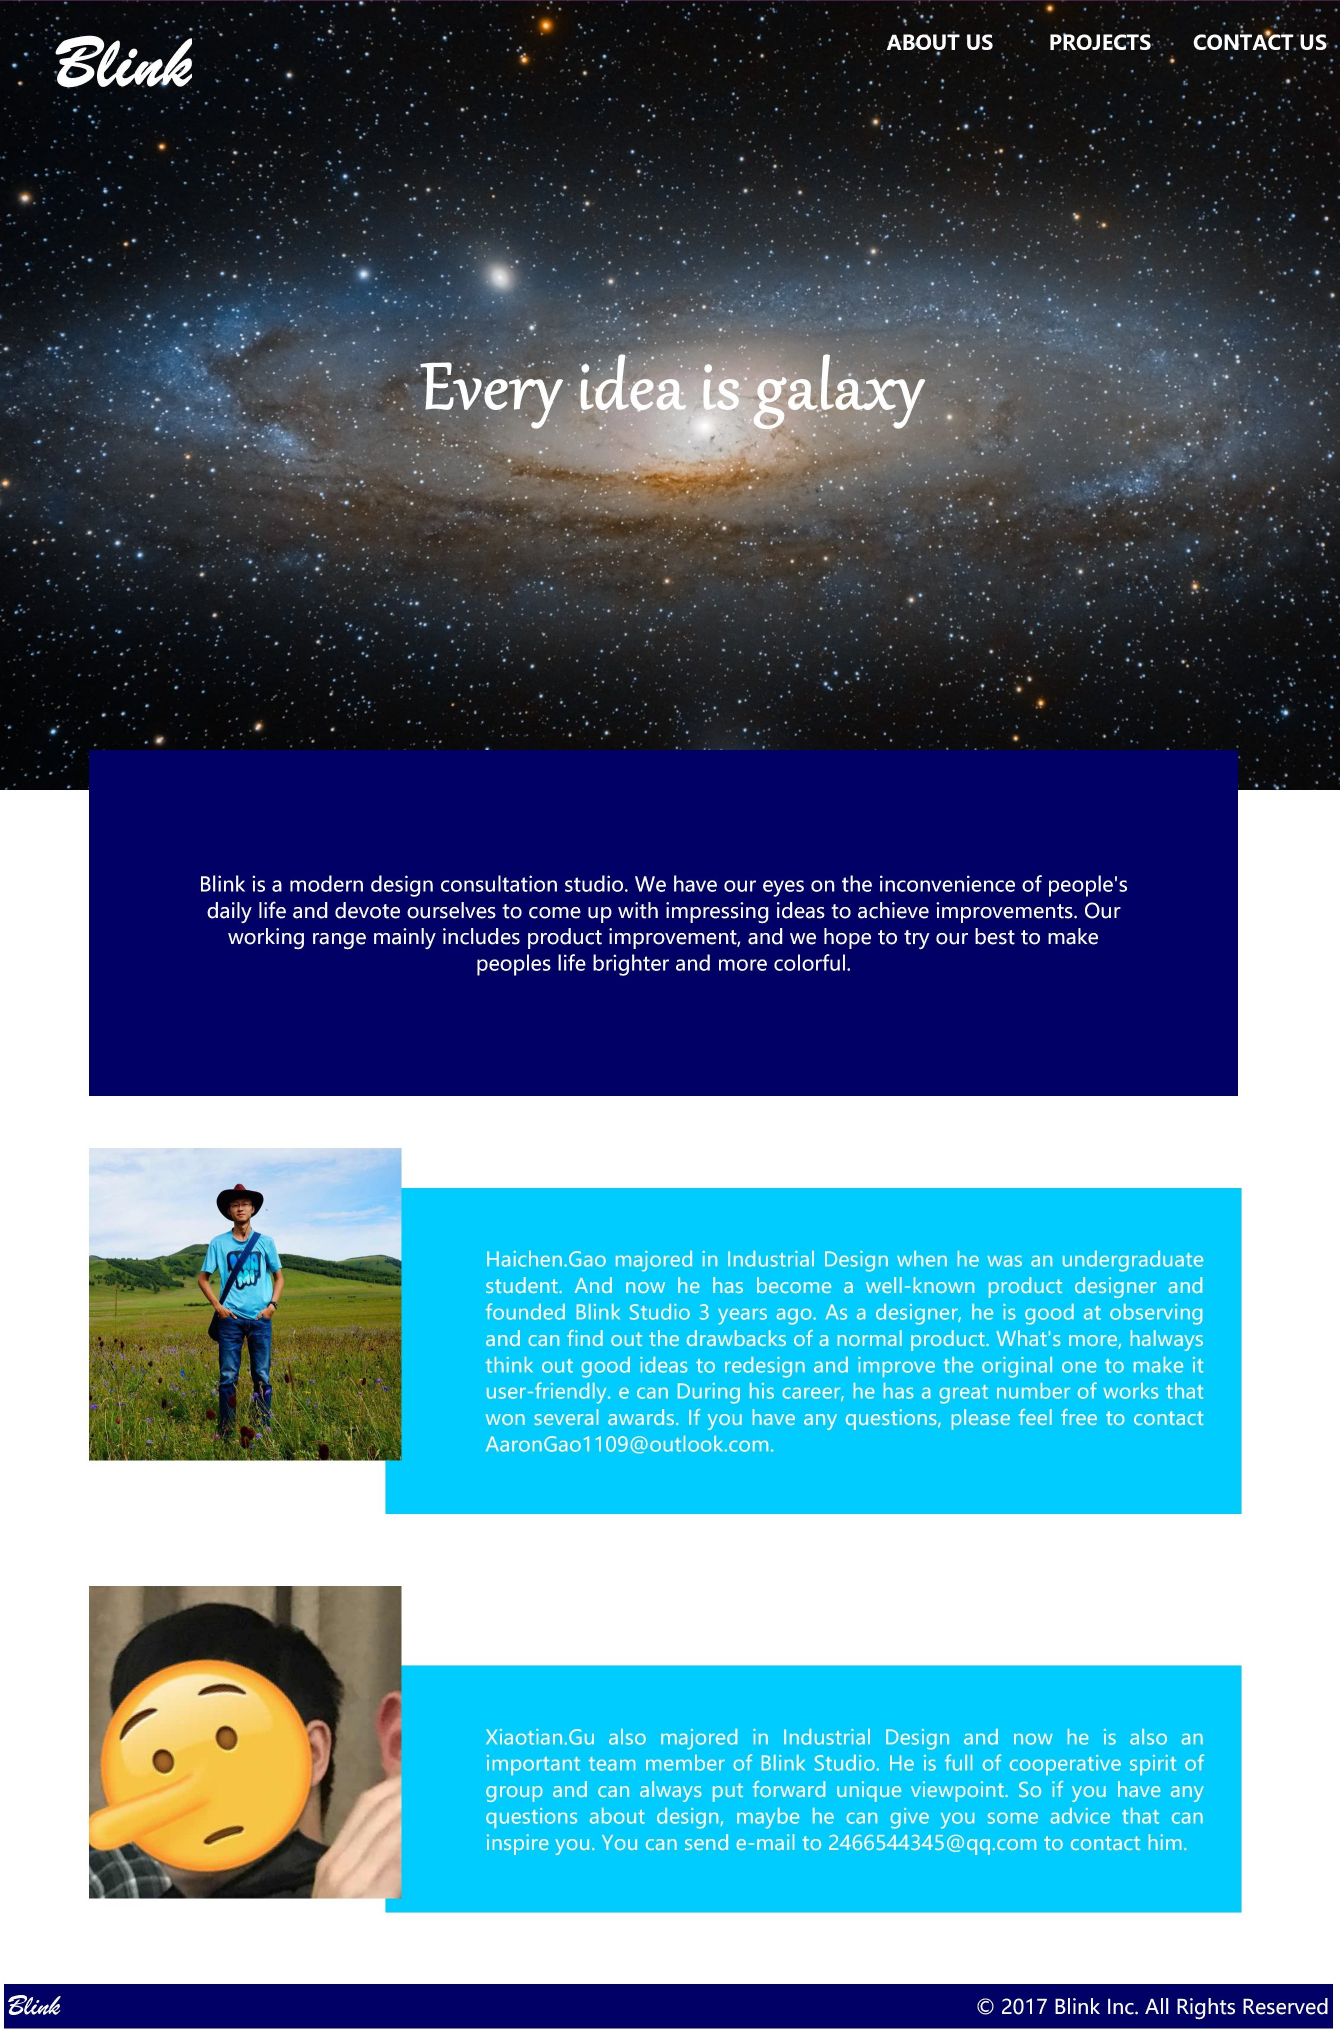 Blink
ABOUT US PROJECTS CONTACT US
Every idea is galaxy
Blink is a modern design consultation studio. We have our eyes on the inconvenience of people's
daily life and devote ourselves to come up with impressing ideas to achieve improvements. Our
working range mainly includes product improvement, and we hope to try our best to make
peoples life brighter and more colorful.
Haichen.Gao majored in Industrial Design when he was an undergraduate
student. And now he has become a well-known product designer and
founded Blink Studio 3 years ago. As a designer, he is good at observing
and can find out the drawbacks of a normal product. What's more, halways
think out good ideas to redesign and improve the original one to make it
user-friendly. e can During his career, he has a great number of works that
won several awards. If you have any questions, please feel free to contact
AaronGao1109@outlook.com.
Xiaotian.Gu also majored in Industrial Design and now he is also an
important team member of Blink Studio. He is full of cooperative spirit of
group and can always put forward unique viewpoint. So if you have any
questions about design, maybe he can give you some advice that can
inspire you. You can send e-mail to 2466544345@qq.com to contact him.
Blink
© 2017 Blink Inc. All Rights Reserved